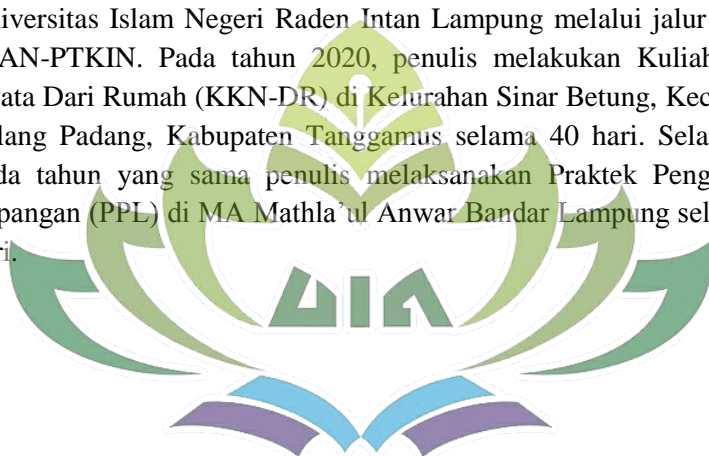 iversitas Islam Negeri Raden Intan Lampung melalui jalur
AN-PTKIN. Pada tahun 2020, penulis melakukan Kuliah
ata Dari Rumah (KKN-DR) di Kelurahan Sinar Betung, Kec
lang Padang, Kabupaten Tanggamus selama 40 hari. Sela
da tahun yang sama penulis melaksanakan Praktek Peng
pangan (PPL) di MA Mathla'ul Anwar Bandar Lampung sel
ri.
UIN